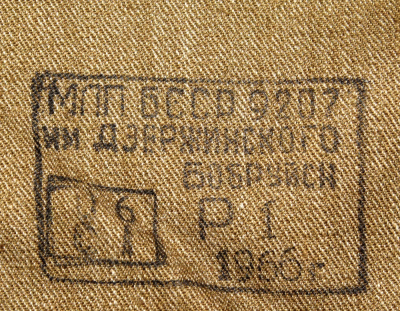 МЛП БССР 9207
им ДЗЕРЖИНСКОГО
БОБРУЙСК
Р 1
1966 г